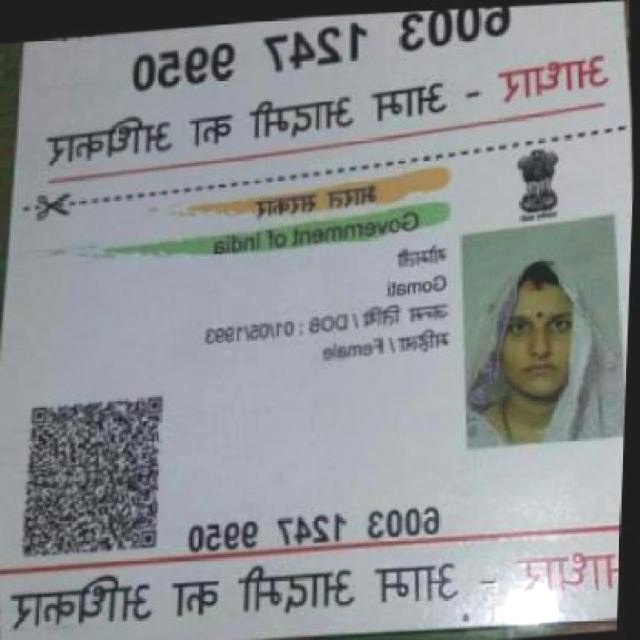 6003 1247 9950
आधार - आम आदमी का अधिकार
भारत सरकार
Government of India
गोमती
Gomati
जन्म तिथि / DOB : 01/05/1993
महिला / Female
6003 1247 9950
आधार - आम आदमी का अधिकार